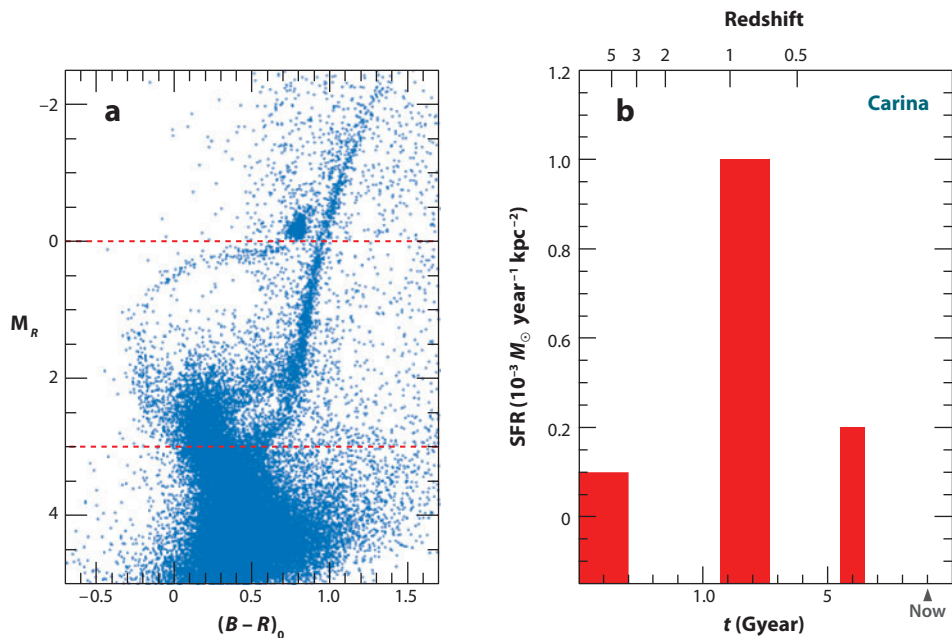 a
−2
0
2
4
M_R
−0.5 0 0.5 1.0 1.5
(B – R)₀
Redshift
5 3 2 1 0.5
b
Carina
1.2
1.0
0.8
0.6
0.4
0.2
0
SFR (10⁻³ M☉ year⁻¹ kpc⁻²)
1.0 5
Now
t (Gyear)